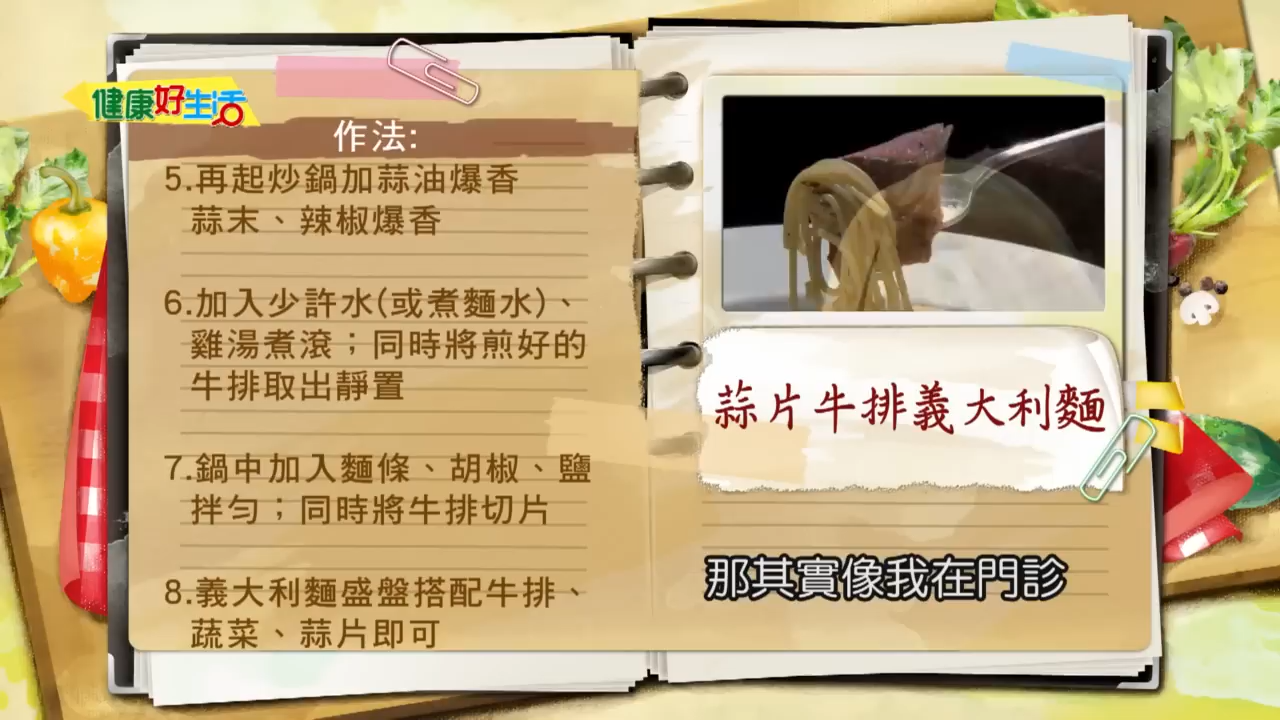 健康好生活
作法:
5.再起炒鍋加蒜油爆香
蒜末、辣椒爆香
6.加入少許水(或煮麵水)、
雞湯煮滾；同時將煎好的
牛排取出靜置
7.鍋中加入麵條、胡椒、鹽
拌勻；同時將牛排切片
8.義大利麵盛盤搭配牛排、
蔬菜、蒜片即可
蒜片牛排義大利麵
那其實像我在門診